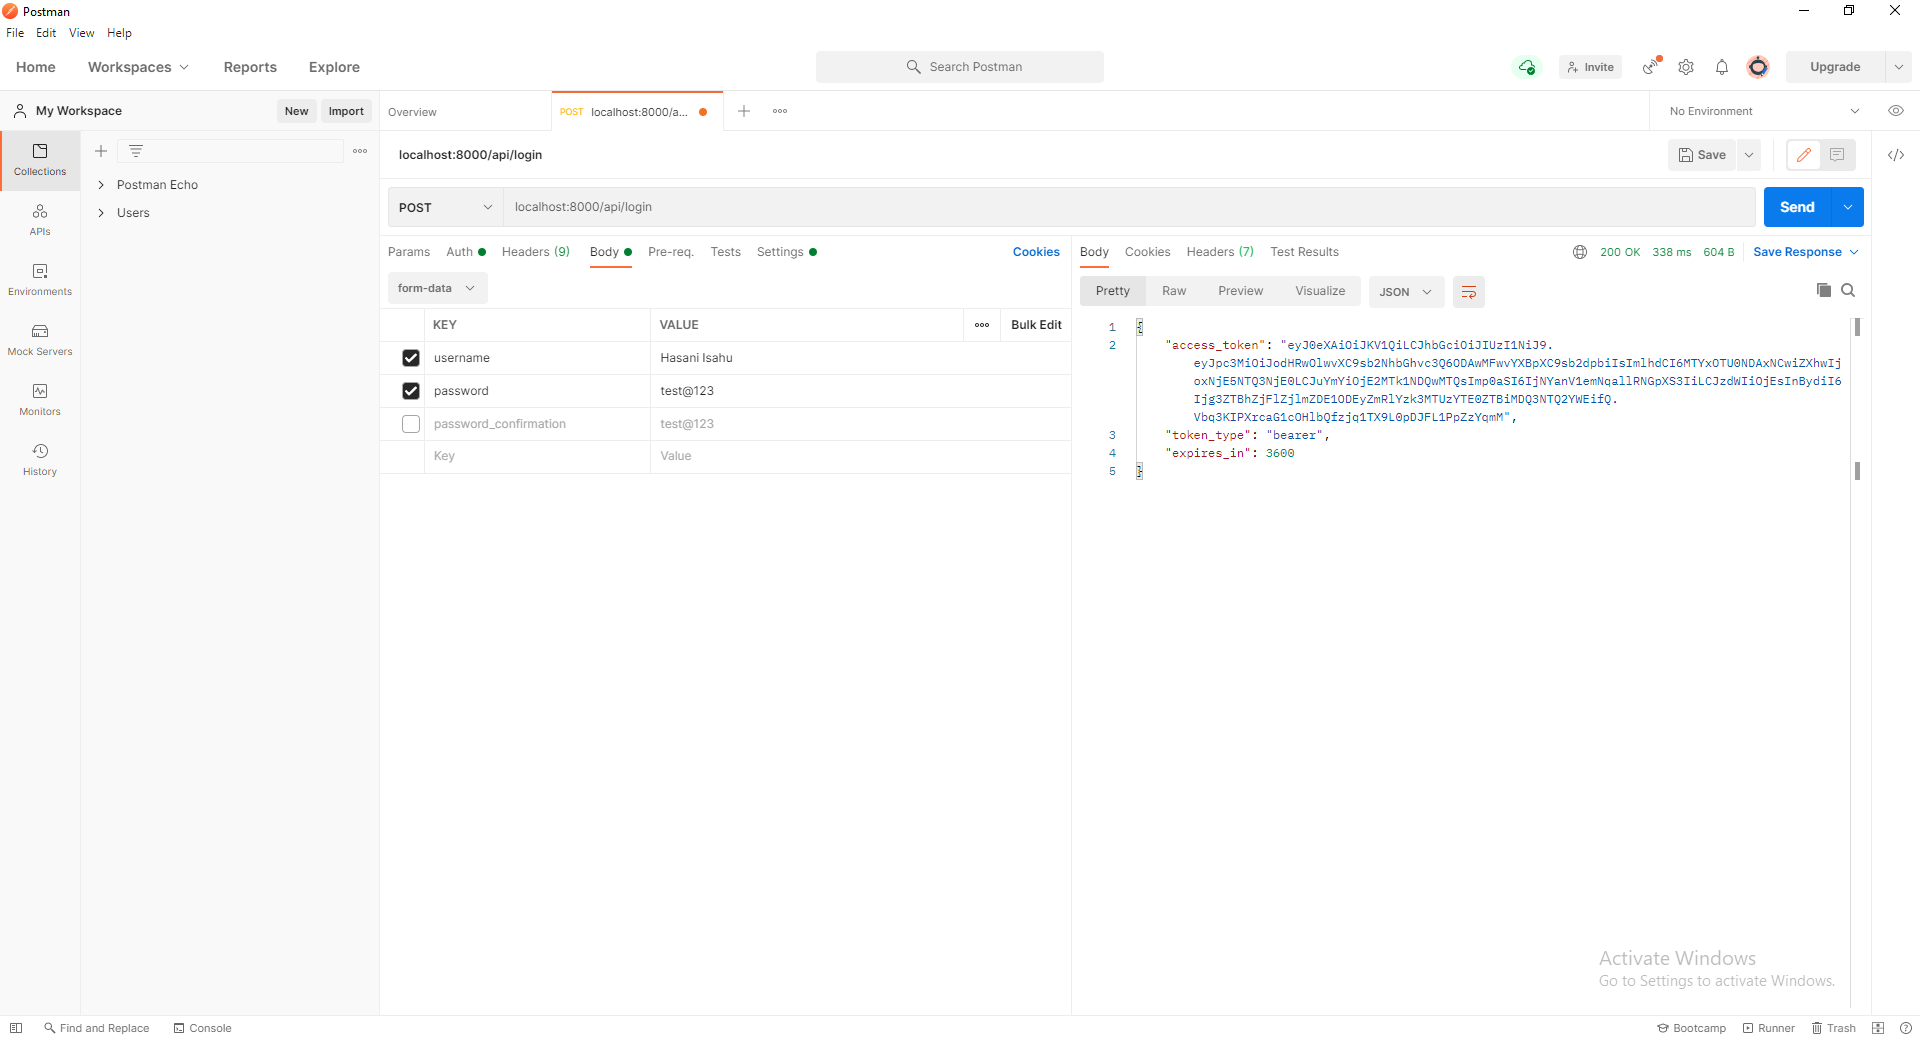 Postman
File Edit View Help
Home Workspaces Reports Explore Search Postman Invite Upgrade
My Workspace New Import Overview POST localhost:8000/a... No Environment
localhost:8000/api/login Save
Collections
APIs
Environments
Mock Servers
Monitors
History
Postman Echo
Users
POST localhost:8000/api/login Send
Params Auth Headers (9) Body Pre-req. Tests Settings Cookies
form-data
KEY VALUE Bulk Edit
username Hasani Isahu
password test@123
password_confirmation test@123
Key Value
Body Cookies Headers (7) Test Results 200 OK 338 ms 604 B Save Response
Pretty Raw Preview Visualize JSON
1 {
2 "access_token": "eyJ0eXAiOiJKV1QiLCJhbGciOiJIUzI1NiJ9.
3 "token_type": "bearer",
4 "expires_in": 3600
5 }
Activate Windows
Go to Settings to activate Windows.
Find and Replace Console Bootcamp Runner Trash